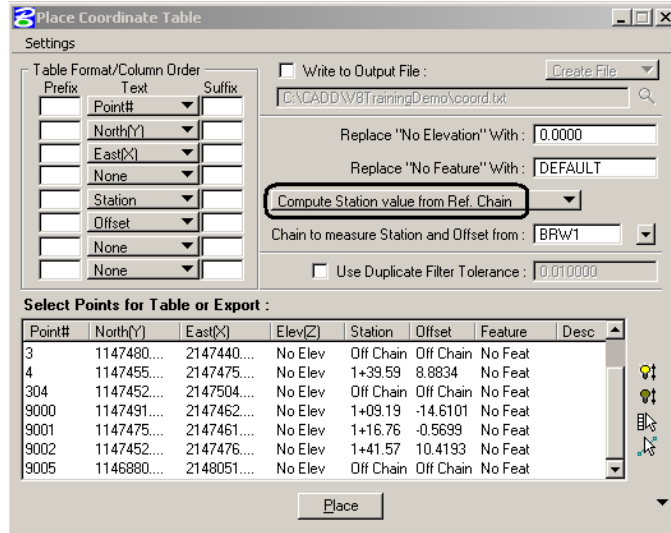 Place Coordinate Table
Settings
Table Format/Column Order
Prefix Text Suffix
Point#
North(Y)
East(X)
None
Station
Offset
None
None
Write to Output File :
Create File
C:\CADD\V8TrainingDemo\coord.txt
Replace "No Elevation" With : 0.0000
Replace "No Feature" With : DEFAULT
Compute Station value from Ref. Chain
Chain to measure Station and Offset from : BRW1
Use Duplicate Filter Tolerance : 0.010000
Select Points for Table or Export :
Point# North(Y) East(X) Elev(Z) Station Offset Feature Desc
3 1147480.... 2147440.... No Elev Off Chain Off Chain No Feat
4 1147455.... 2147475.... No Elev 1+39.59 8.8834 No Feat
304 1147452.... 2147504.... No Elev Off Chain Off Chain No Feat
9000 1147491.... 2147462.... No Elev 1+09.19 -14.6101 No Feat
9001 1147475.... 2147461.... No Elev 1+16.76 -0.5699 No Feat
9002 1147452.... 2147476.... No Elev 1+41.57 10.4193 No Feat
9005 1146880.... 2148051.... No Elev Off Chain Off Chain No Feat
Place